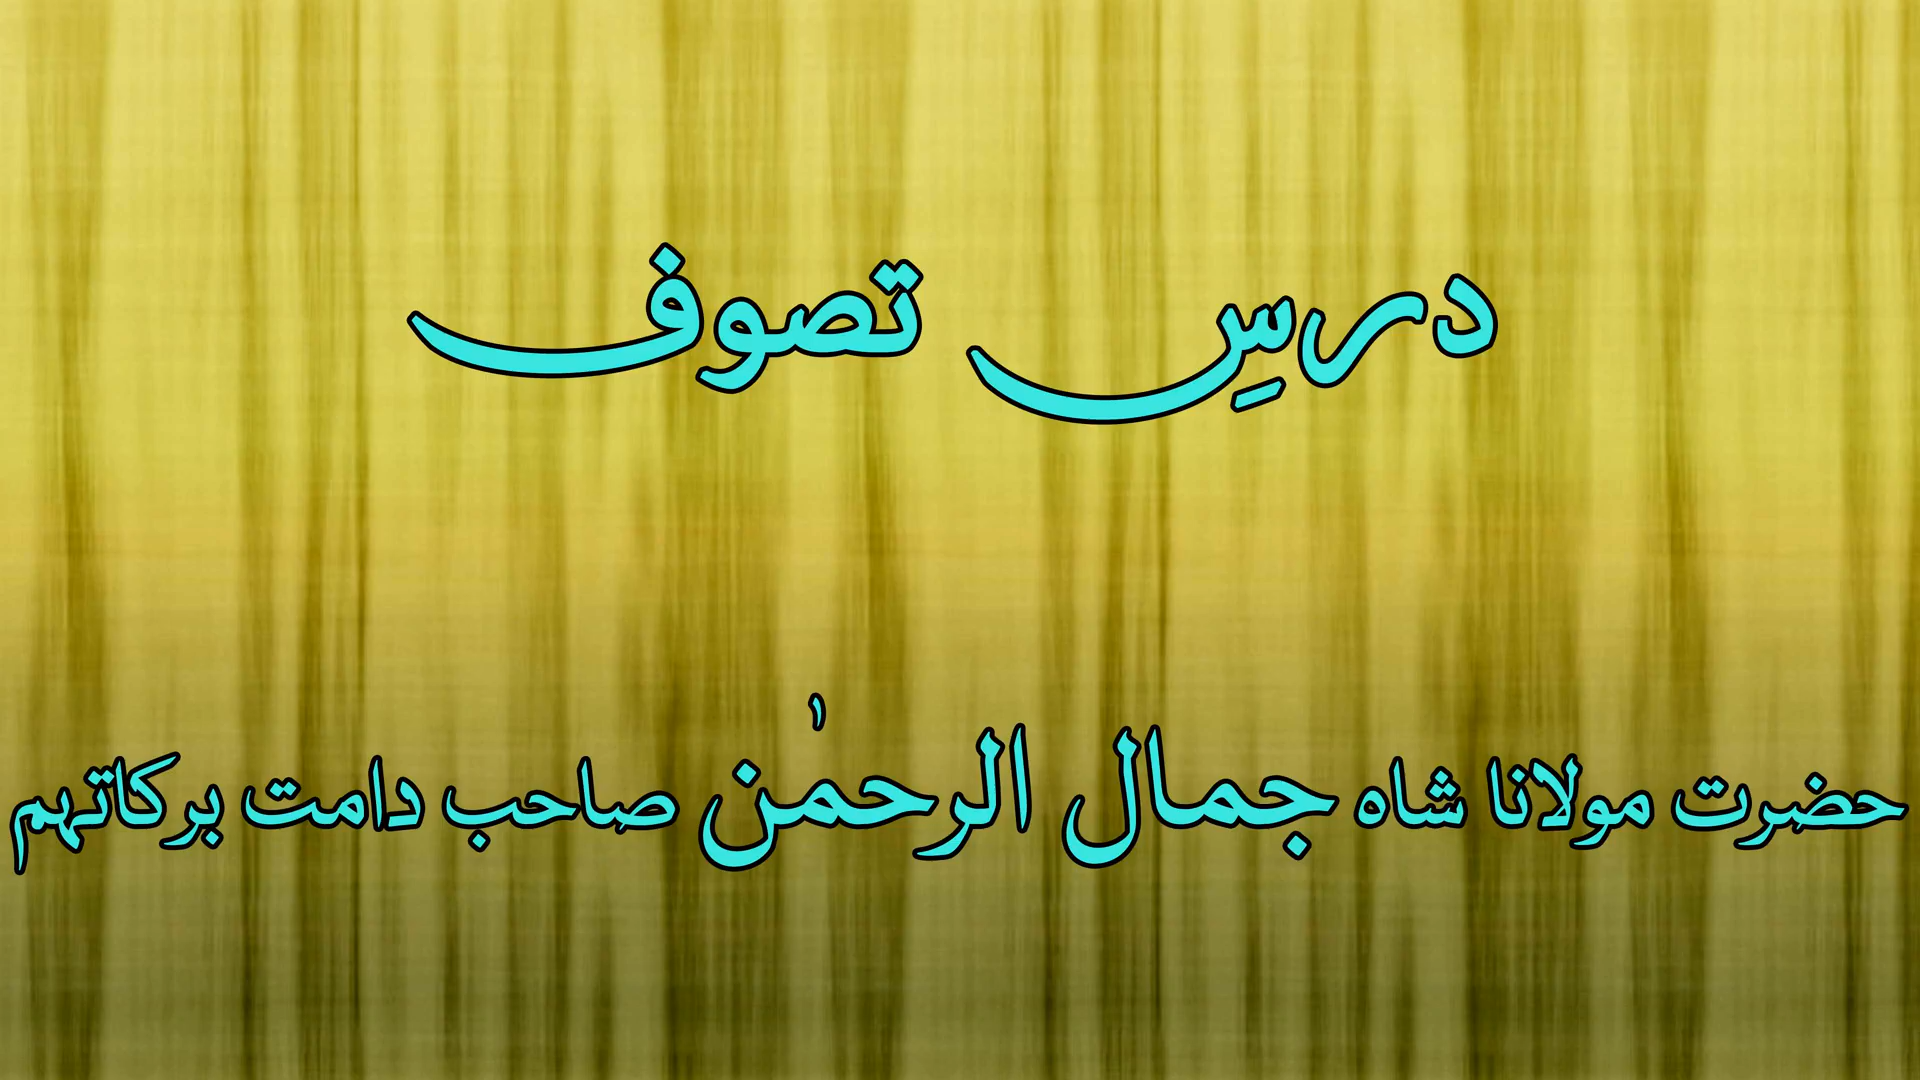 درسِ تصوف
حضرت مولانا شاہ جمال الرحمٰن صاحب دامت برکاتہم